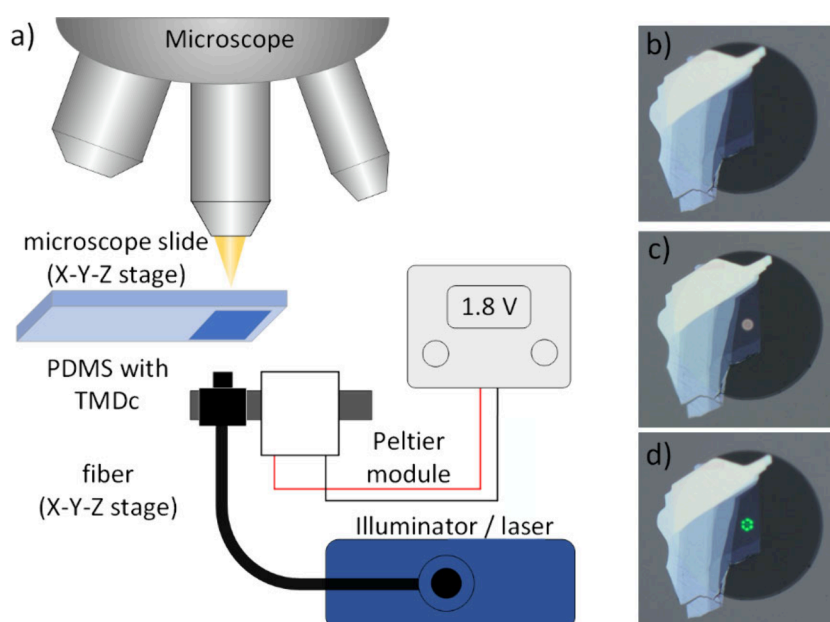 a)
Microscope
microscope slide
(X-Y-Z stage)
1.8 V
PDMS with
TMDc
Peltier
module
fiber
(X-Y-Z stage)
Illuminator / laser
b)
c)
d)